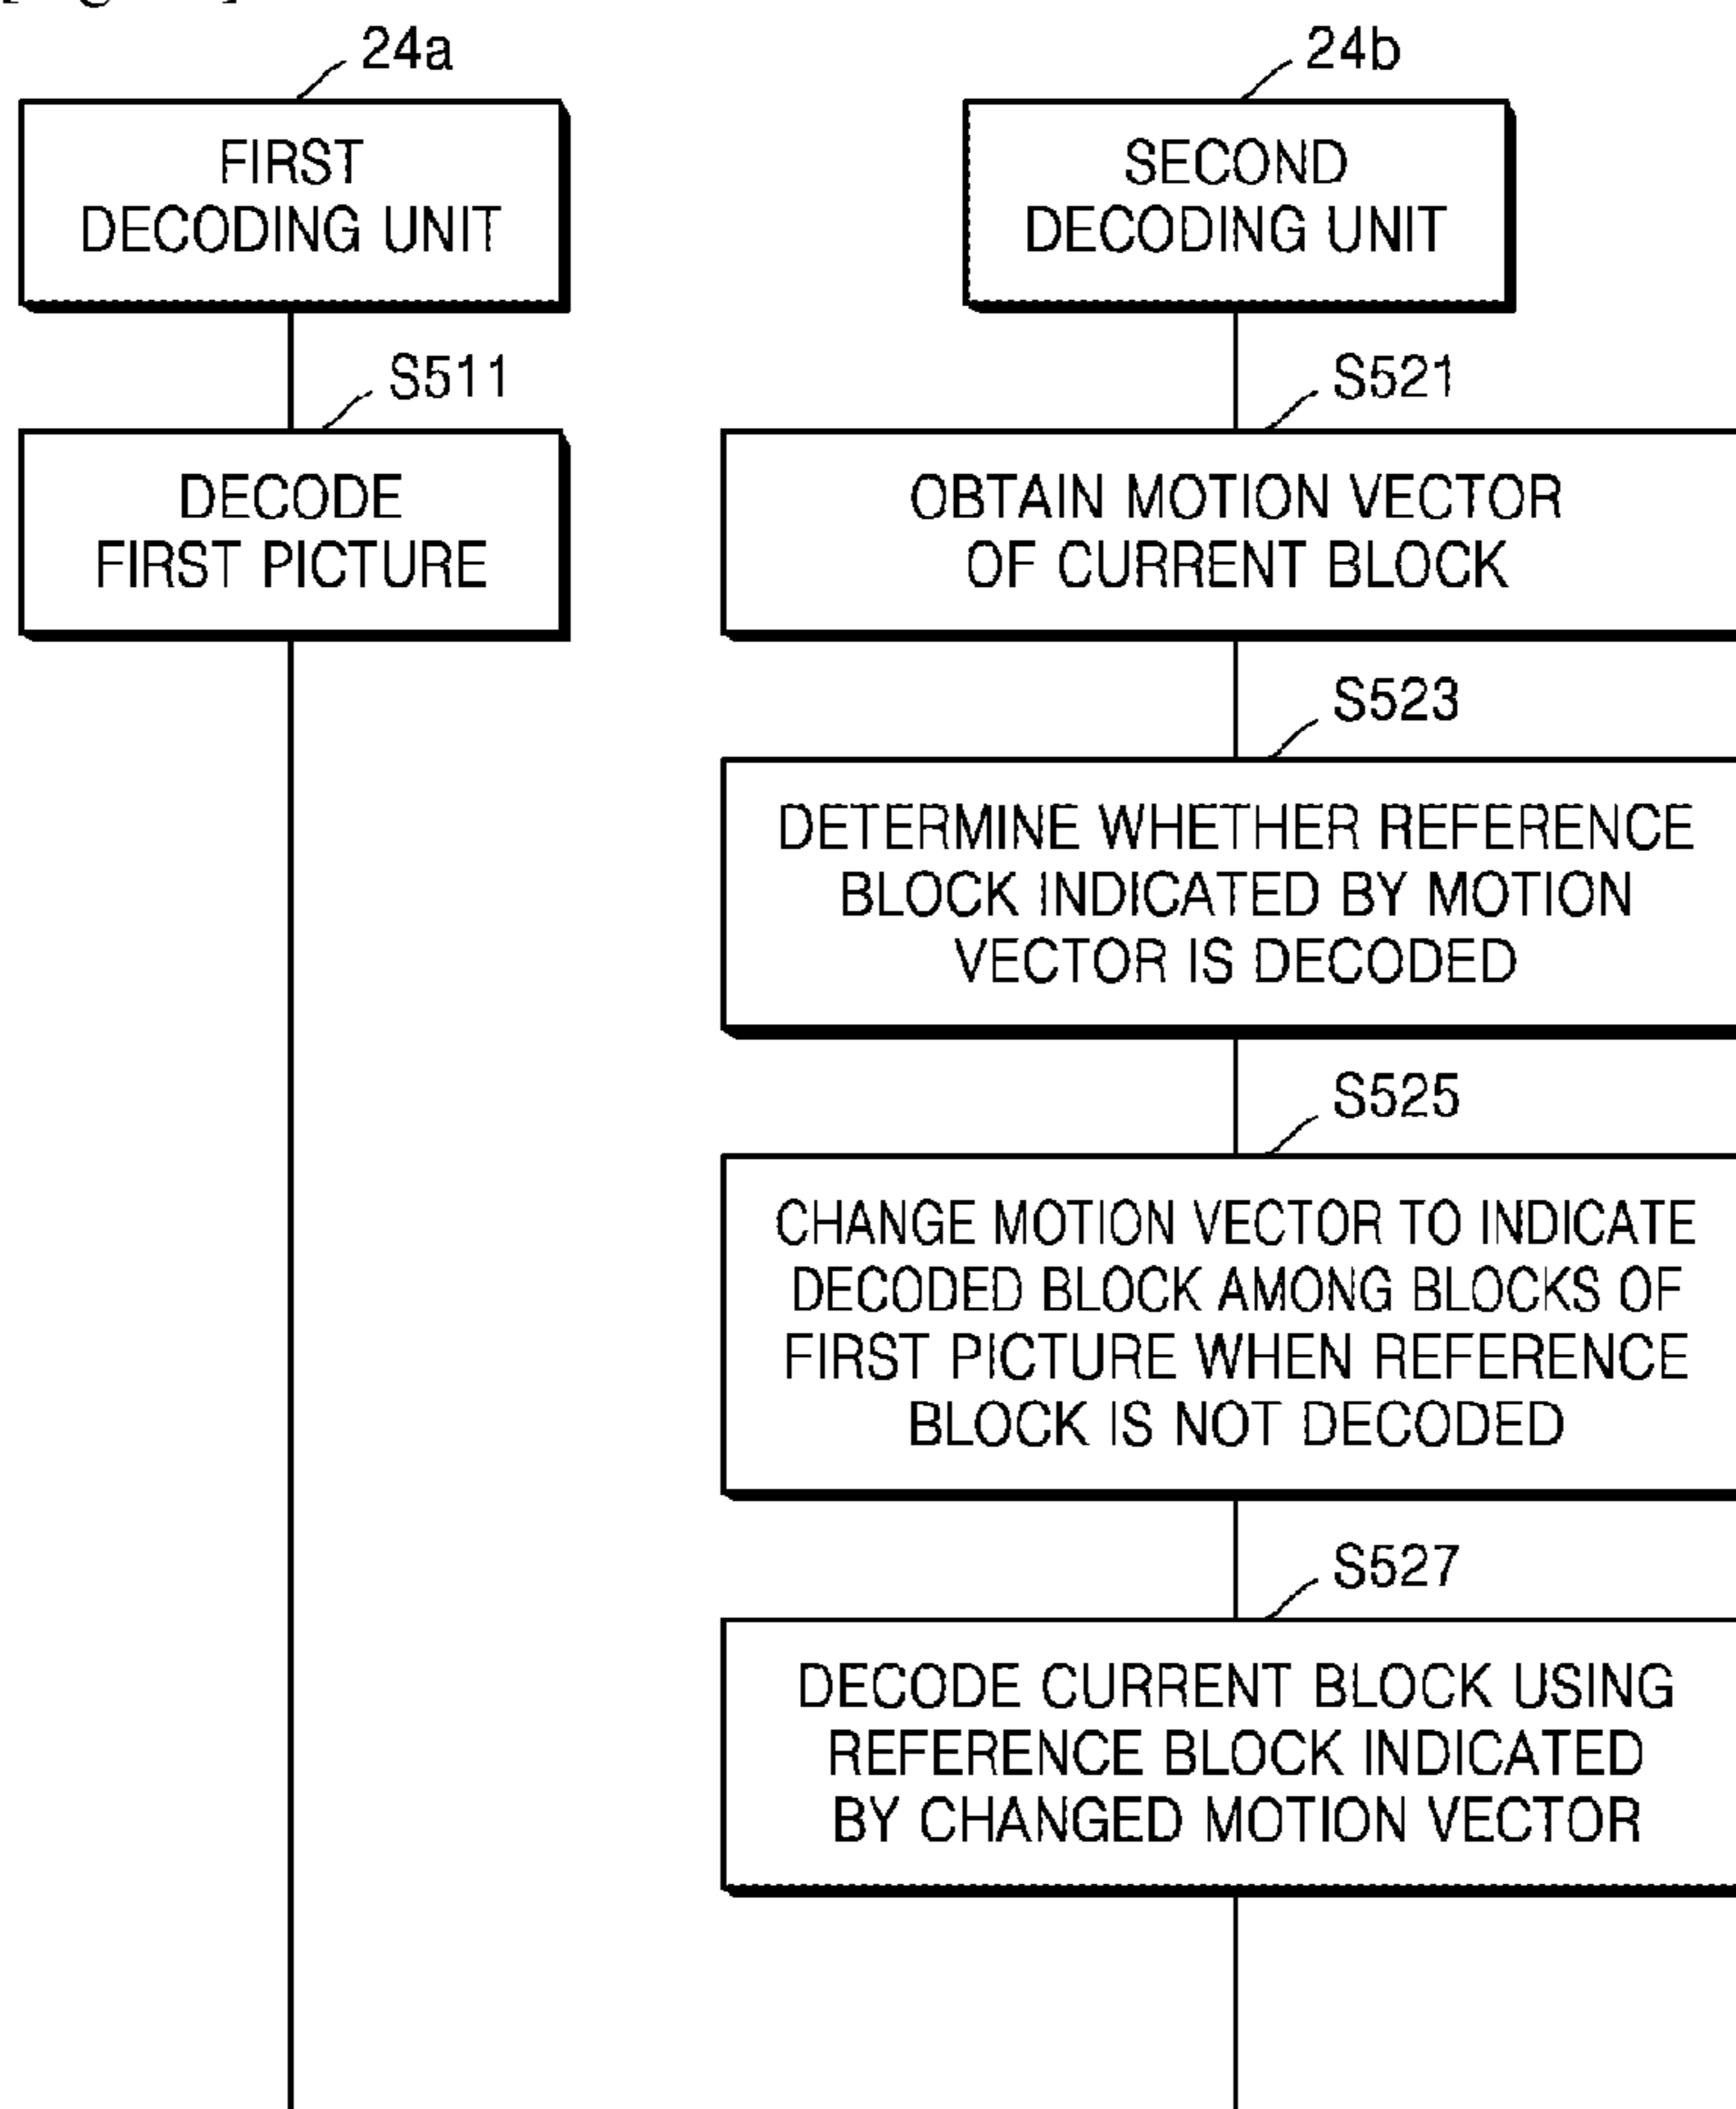 24a
FIRST
DECODING UNIT
S511
DECODE
FIRST PICTURE
24b
SECOND
DECODING UNIT
S521
OBTAIN MOTION VECTOR
OF CURRENT BLOCK
S523
DETERMINE WHETHER REFERENCE
BLOCK INDICATED BY MOTION
VECTOR IS DECODED
S525
CHANGE MOTION VECTOR TO INDICATE
DECODED BLOCK AMONG BLOCKS OF
FIRST PICTURE WHEN REFERENCE
BLOCK IS NOT DECODED
S527
DECODE CURRENT BLOCK USING
REFERENCE BLOCK INDICATED
BY CHANGED MOTION VECTOR